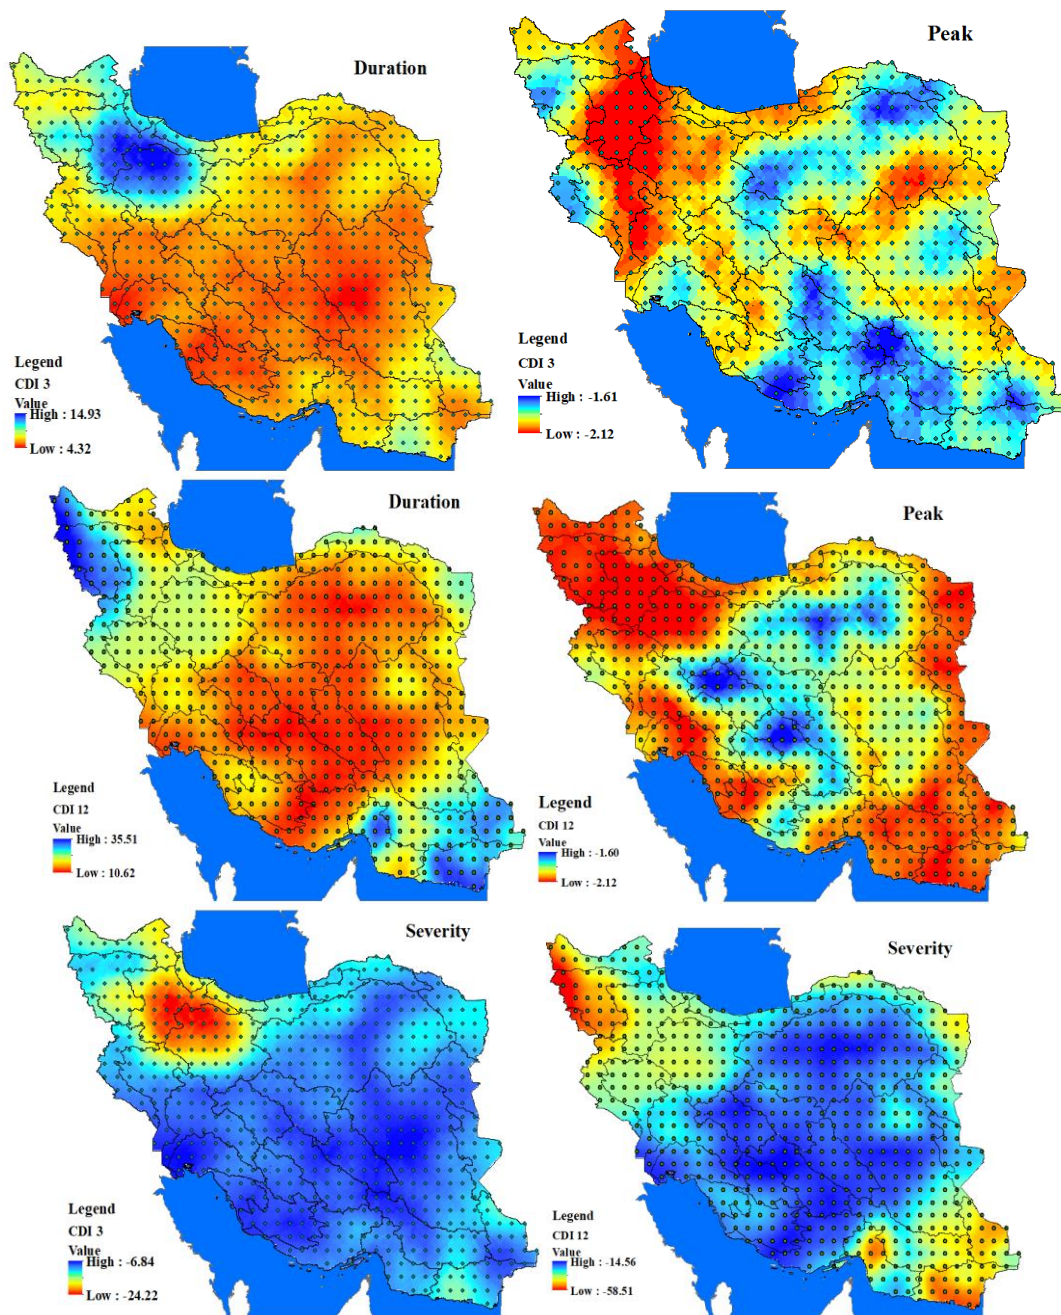 Duration
Legend
CDI 3
Value
High : 14.93
Low : 4.32
Peak
Legend
CDI 3
Value
High : -1.61
Low : -2.12
Duration
Legend
CDI 12
Value
High : 35.51
Low : 10.62
Peak
Legend
CDI 12
Value
High : -1.60
Low : -2.12
Severity
Legend
CDI 3
Value
High : -6.84
Low : -24.22
Severity
Legend
CDI 12
Value
High : -14.56
Low : -58.51